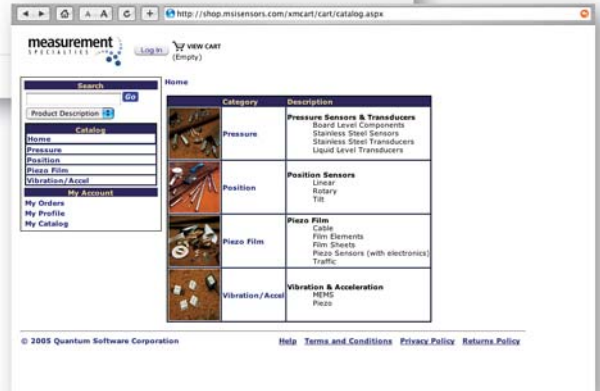 A A
http://shop.msisensors.com/xmcart/cart/catalog.aspx
measurement
SPECIALTIES
Log In
VIEW CART
(Empty)
Search
Go
Product Description
Catalog
Home
Pressure
Position
Piezo Film
Vibration/Accel
My Account
My Orders
My Profile
My Catalog
Home
Category Description
Pressure
Pressure Sensors & Transducers
Board Level Components
Stainless Steel Sensors
Stainless Steel Transducers
Liquid Level Transducers
Position
Position Sensors
Linear
Rotary
Tilt
Piezo Film
Piezo Film
Cable
Film Elements
Film Sheets
Piezo Sensors (with electronics)
Traffic
Vibration/Accel
Vibration & Acceleration
MEMS
Piezo
© 2005 Quantum Software Corporation
Help Terms and Conditions Privacy Policy Returns Policy